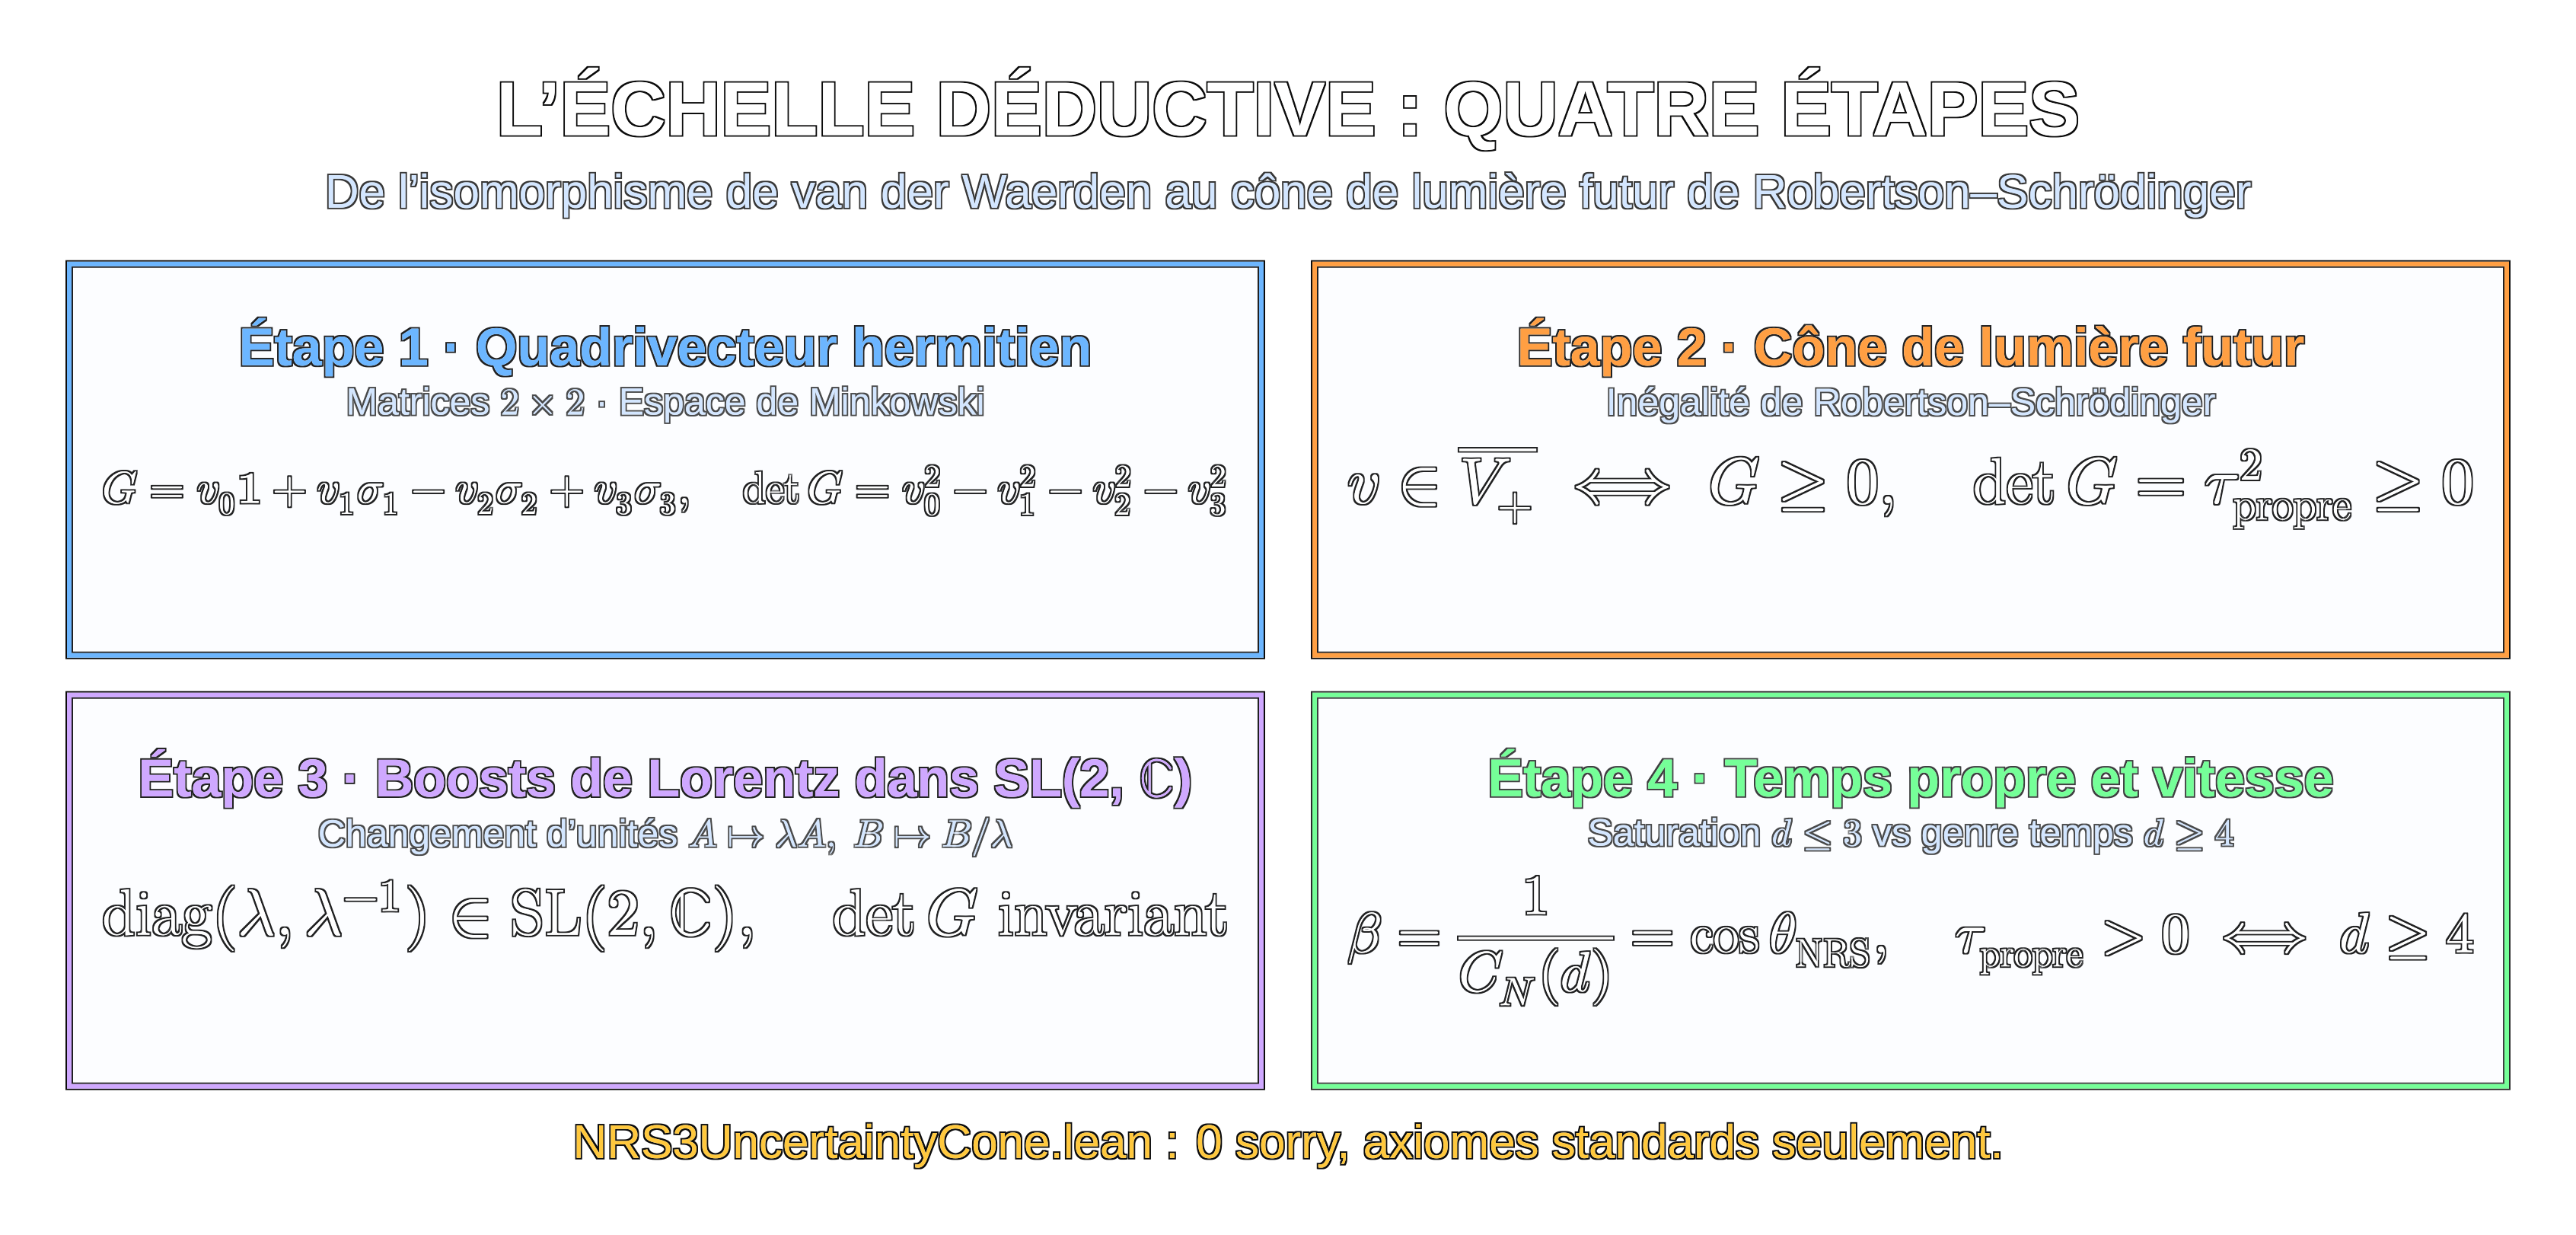 L’ÉCHELLE DÉDUCTIVE : QUATRE ÉTAPES
De l’isomorphisme de van der Waerden au cône de lumière futur de Robertson–Schrödinger
Étape 1 · Quadrivecteur hermitien
Matrices 2 × 2 · Espace de Minkowski
G = v₀1 + v₁σ₁ − v₂σ₂ + v₃σ₃, det G = v₀² − v₁² − v₂² − v₃²
Étape 2 · Cône de lumière futur
Inégalité de Robertson–Schrödinger
v ∈ \overline{V₊} ⟺ G ≥ 0, det G = τ²_propre ≥ 0
Étape 3 · Boosts de Lorentz dans SL(2, ℂ)
Changement d’unités A ↦ λA, B ↦ B/λ
diag(λ, λ⁻¹) ∈ SL(2, ℂ), det G invariant
Étape 4 · Temps propre et vitesse
Saturation d ≤ 3 vs genre temps d ≥ 4
β = 1/C_N(d) = cos θ_NRS, τ_propre > 0 ⟺ d ≥ 4
NRS3UncertaintyCone.lean : 0 sorry, axiomes standards seulement.